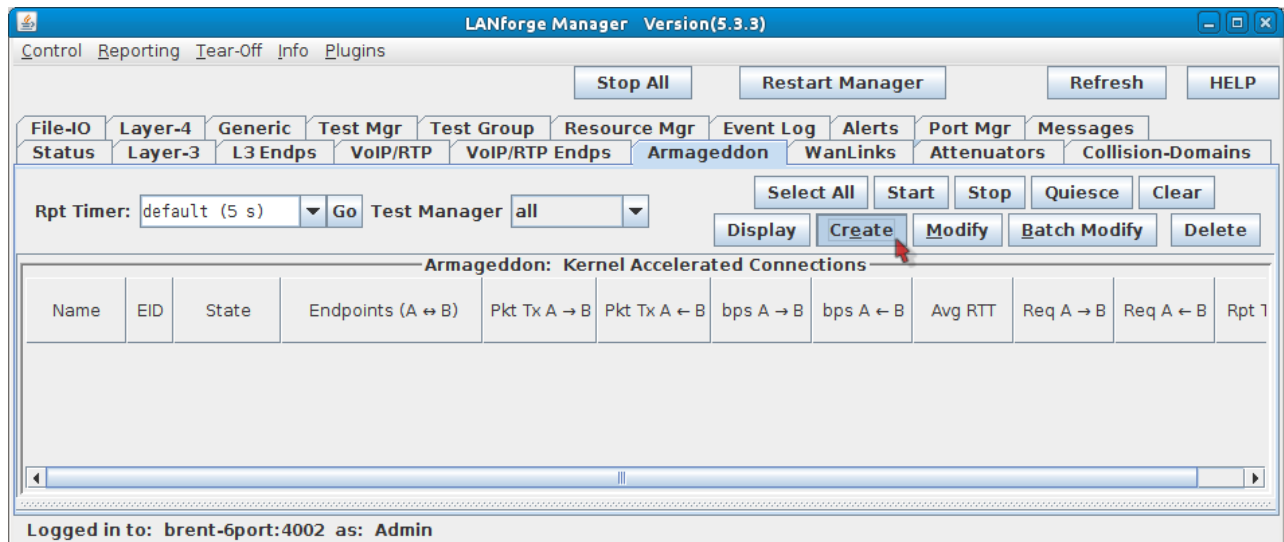 LANforge Manager Version(5.3.3)
Control Reporting Tear-Off Info Plugins
Stop All Restart Manager Refresh HELP
File-IO Layer-4 Generic Test Mgr Test Group Resource Mgr Event Log Alerts Port Mgr Messages
Status Layer-3 L3 Endps VoIP/RTP VoIP/RTP Endps Armageddon WanLinks Attenuators Collision-Domains
Select All Start Stop Quiesce Clear
Rpt Timer: default (5 s) Go Test Manager all
Display Create Modify Batch Modify Delete
Armageddon: Kernel Accelerated Connections
Name EID State Endpoints (A ↔ B) Pkt Tx A → B Pkt Tx A ← B bps A → B bps A ← B Avg RTT Req A → B Req A ← B Rpt
Logged in to: brent-6port:4002 as: Admin